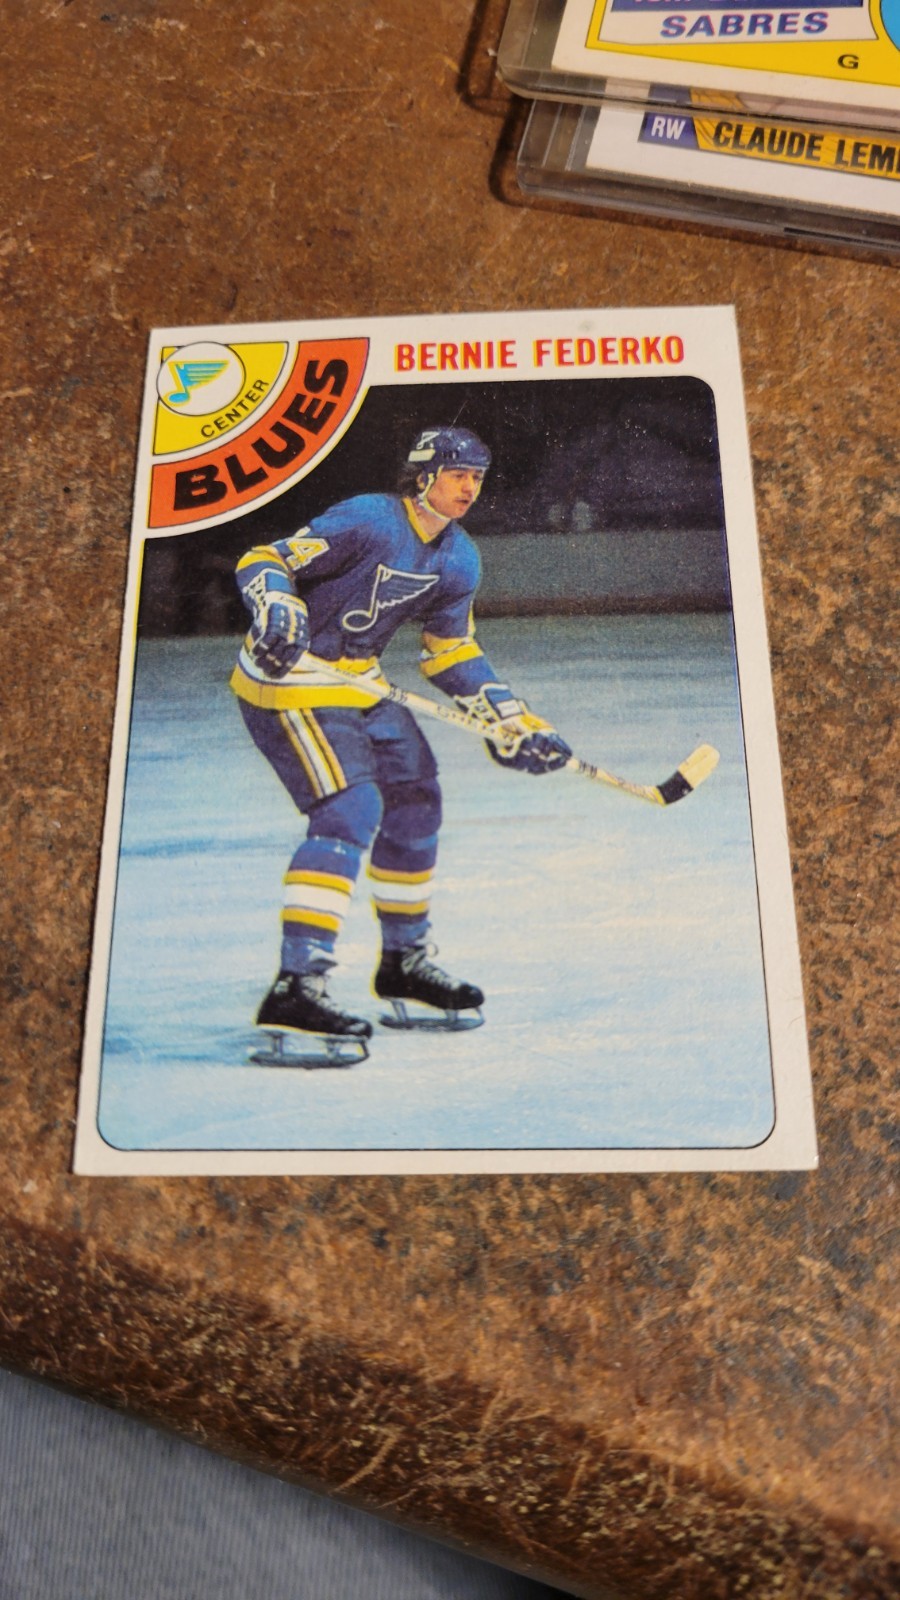 SABRES
G
RW CLAUDE LEM
BERNIE FEDERKO
CENTER
BLUES